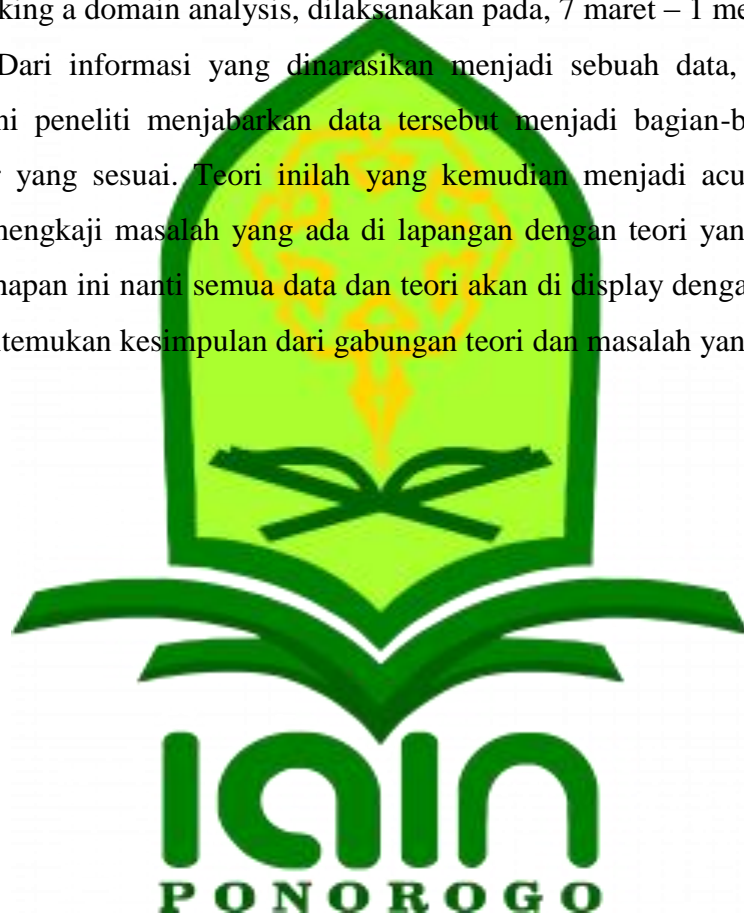 king a domain analysis, dilaksanakan pada, 7 maret – 1 me
Dari informasi yang dinarasikan menjadi sebuah data,
ni peneliti menjabarkan data tersebut menjadi bagian-b
yang sesuai. Teori inilah yang kemudian menjadi acu
mengkaji masalah yang ada di lapangan dengan teori yan
hapan ini nanti semua data dan teori akan di display denga
temukan kesimpulan dari gabungan teori dan masalah yan
iain
PONOROGO